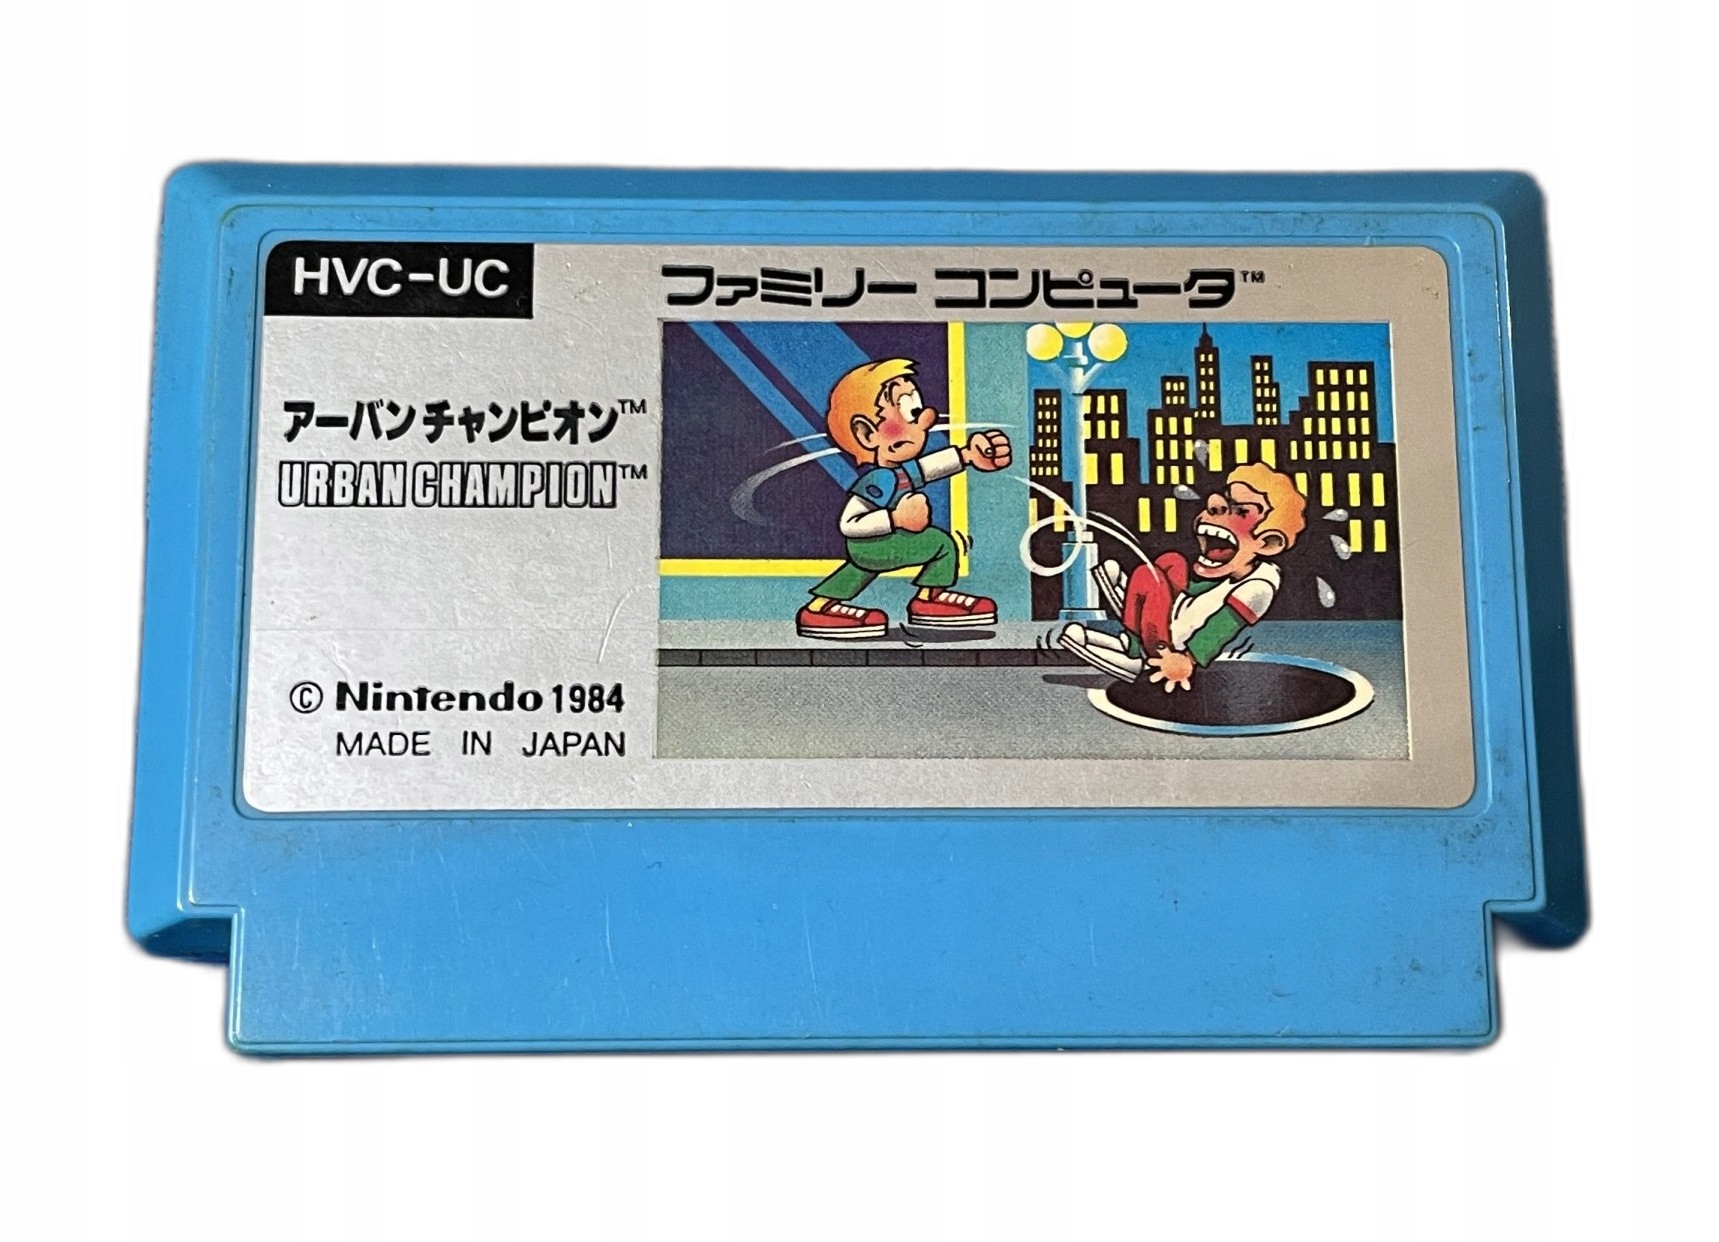 HVC-UC
ファミリー コンピュータ™
アーバンチャンピオン™
URBAN CHAMPION™
© Nintendo 1984
MADE IN JAPAN